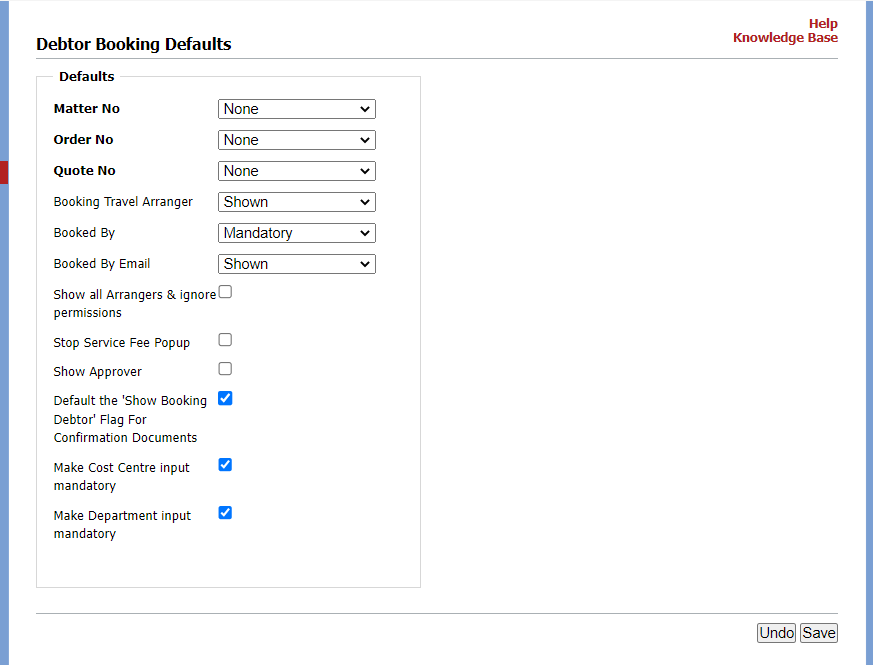 Help
Knowledge Base
Debtor Booking Defaults
Defaults
Matter No None
Order No None
Quote No None
Booking Travel Arranger Shown
Booked By Mandatory
Booked By Email Shown
Show all Arrangers & ignore
permissions
Stop Service Fee Popup
Show Approver
Default the 'Show Booking
Debtor' Flag For
Confirmation Documents
Make Cost Centre input
mandatory
Make Department input
mandatory
Undo Save